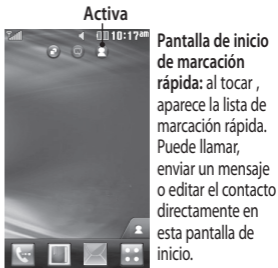 Activa
10:17am
Pantalla de inicio
de marcación
rápida: al tocar ,
aparece la lista de
marcación rápida.
Puede llamar,
enviar un mensaje
o editar el contacto
directamente en
esta pantalla de
inicio.